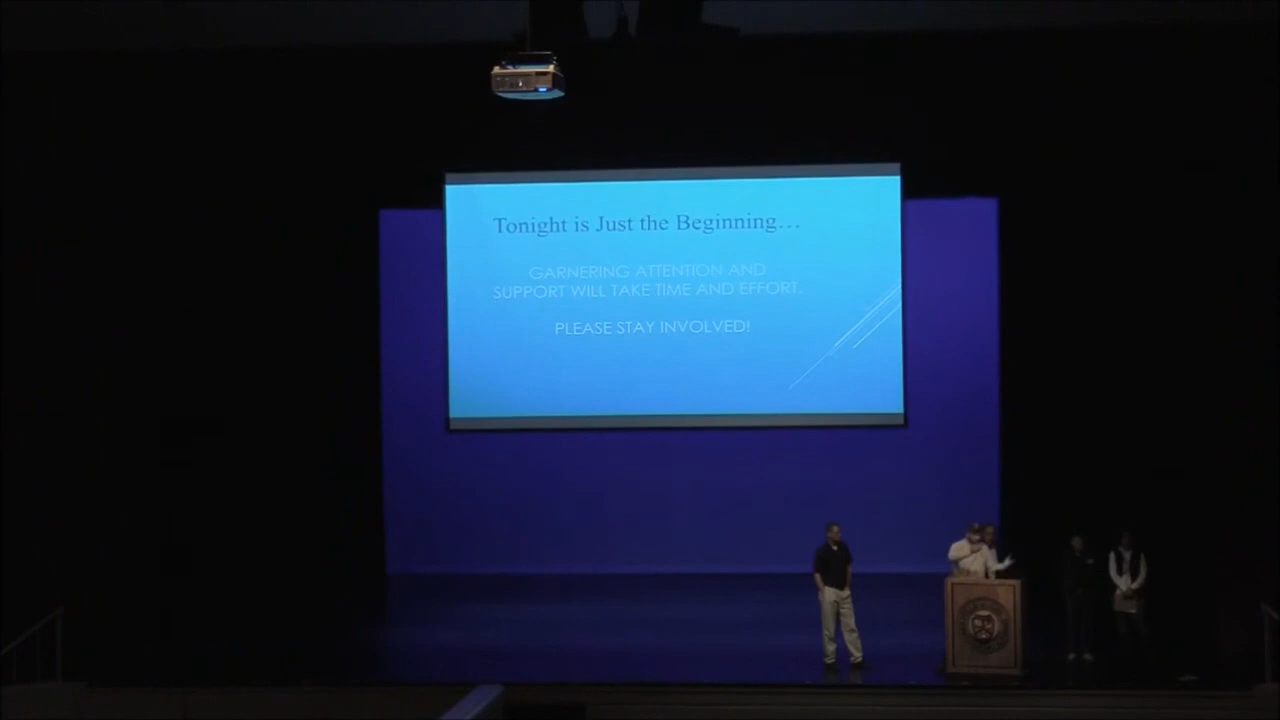 Tonight is Just the Beginning...
GARNERING ATTENTION AND
SUPPORT WILL TAKE TIME AND EFFORT.
PLEASE STAY INVOLVED!